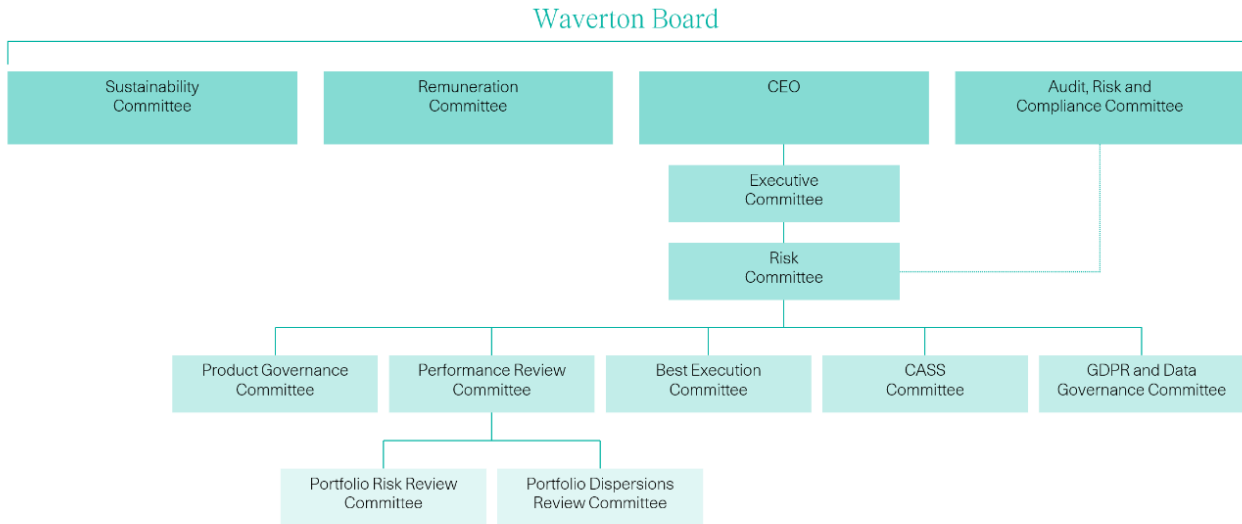 Waverton Board
Sustainability
Committee
Remuneration
Committee
CEO
Audit, Risk and
Compliance Committee
Executive
Committee
Risk
Committee
Product Governance
Committee
Performance Review
Committee
Best Execution
Committee
CASS
Committee
GDPR and Data
Governance Committee
Portfolio Risk Review
Committee
Portfolio Dispersions
Review Committee